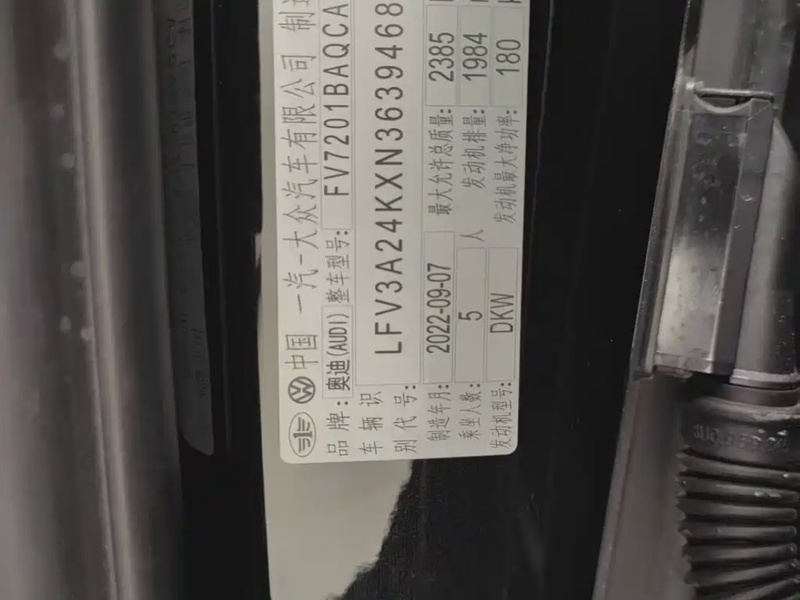 中国 一汽-大众汽车有限公司 制造
品牌: 奥迪(AUDI) 整车型号: FV7201BAQCA
车辆识别代号: LFV3A24KXN3639468
制造年月: 2022-09-07 最大允许总质量: 2385
乘坐人数: 5 人 发动机排量: 1984
发动机型号: DKW 发动机最大净功率: 180